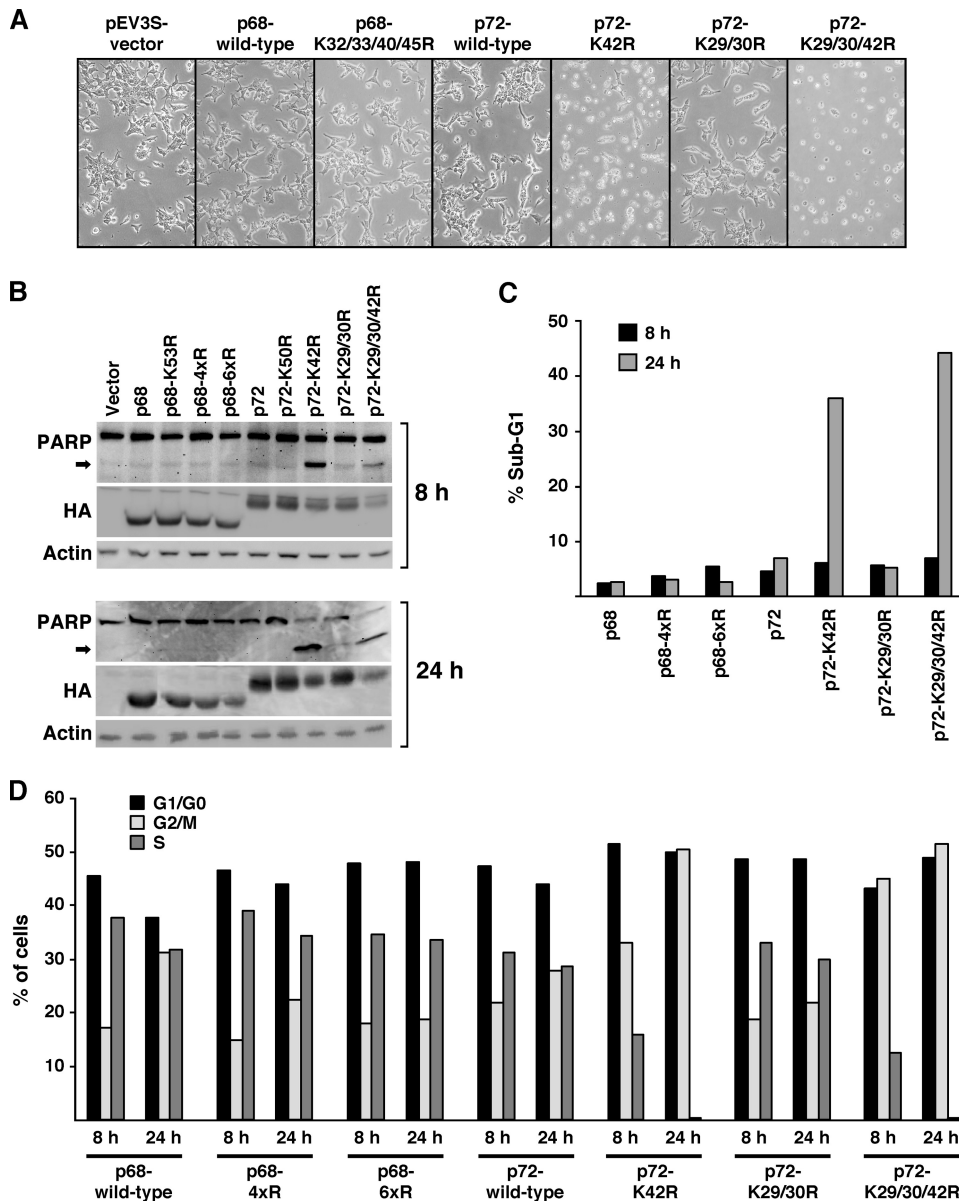 A
pEV3S-
vector
p68-
wild-type
p68-
K32/33/40/45R
p72-
wild-type
p72-
K42R
p72-
K29/30R
p72-
K29/30/42R
B
Vector
p68
p68-K53R
p68-4xR
p68-6xR
p72
p72-K50R
p72-K42R
p72-K29/30R
p72-K29/30/42R
PARP
HA
Actin
8 h
PARP
HA
Actin
24 h
C
% Sub-G1
50
40
30
20
10
8 h
24 h
p68
p68-4xR
p68-6xR
p72
p72-K42R
p72-K29/30R
p72-K29/30/42R
D
% of cells
60
50
40
30
20
10
G1/G0
G2/M
S
8 h 24 h 8 h 24 h 8 h 24 h 8 h 24 h 8 h 24 h 8 h 24 h 8 h 24 h
p68-
wild-type
p68-
4xR
p68-
6xR
p72-
wild-type
p72-
K42R
p72-
K29/30R
p72-
K29/30/42R